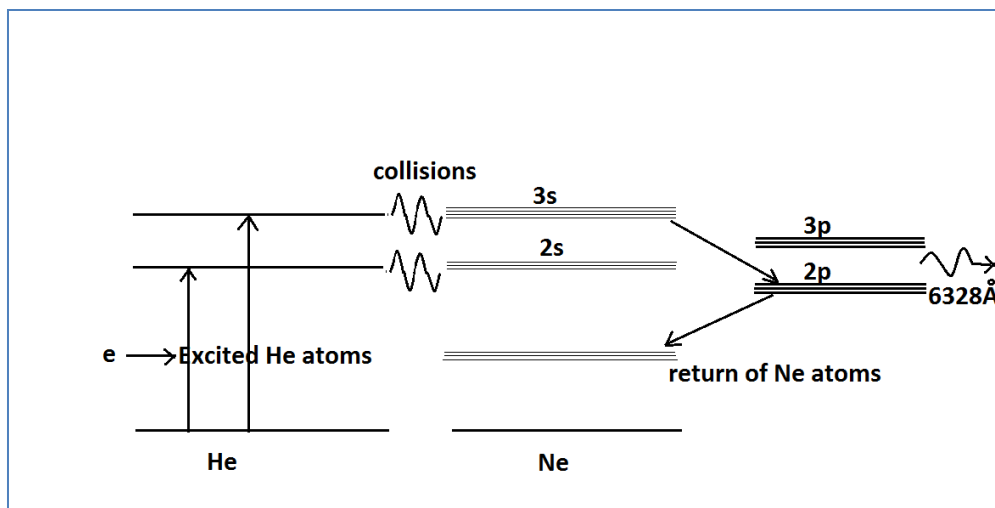 collisions
3s
3p
2s
2p
6328Å
e
Excited He atoms
return of Ne atoms
He
Ne